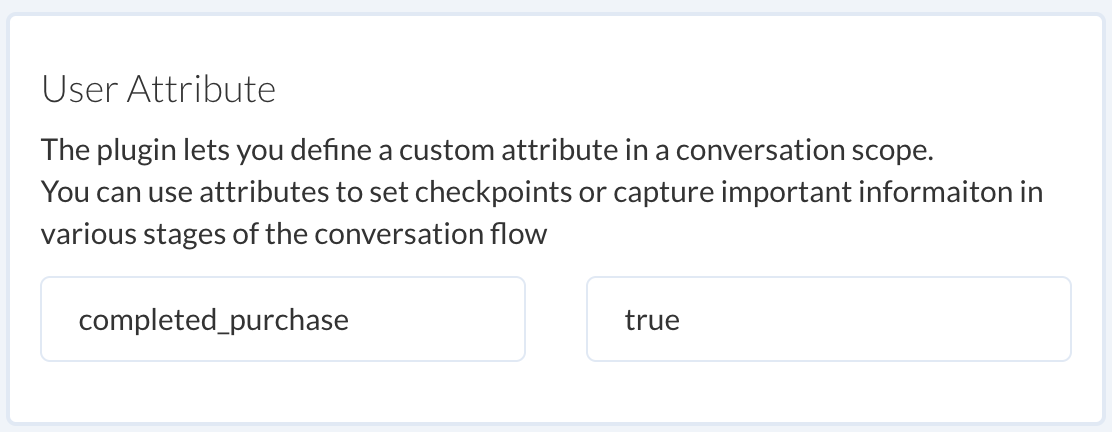 User Attribute
The plugin lets you define a custom attribute in a conversation scope.
You can use attributes to set checkpoints or capture important informaiton in
various stages of the conversation flow
completed_purchase
true